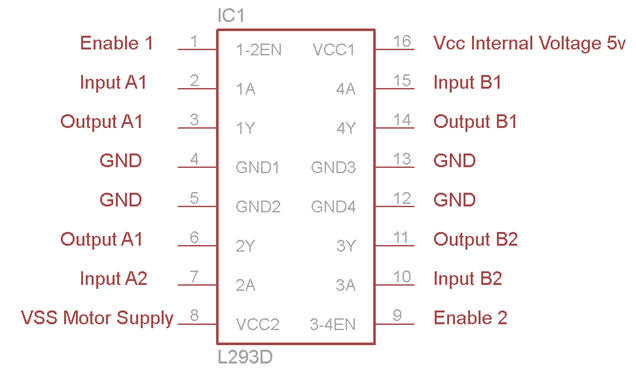 IC1
Enable 1 1 1-2EN VCC1 16 Vcc Internal Voltage 5v
Input A1 2 1A 4A 15 Input B1
Output A1 3 1Y 4Y 14 Output B1
GND 4 GND1 GND3 13 GND
GND 5 GND2 GND4 12 GND
Output A1 6 2Y 3Y 11 Output B2
Input A2 7 2A 3A 10 Input B2
VSS Motor Supply 8 VCC2 3-4EN 9 Enable 2
L293D